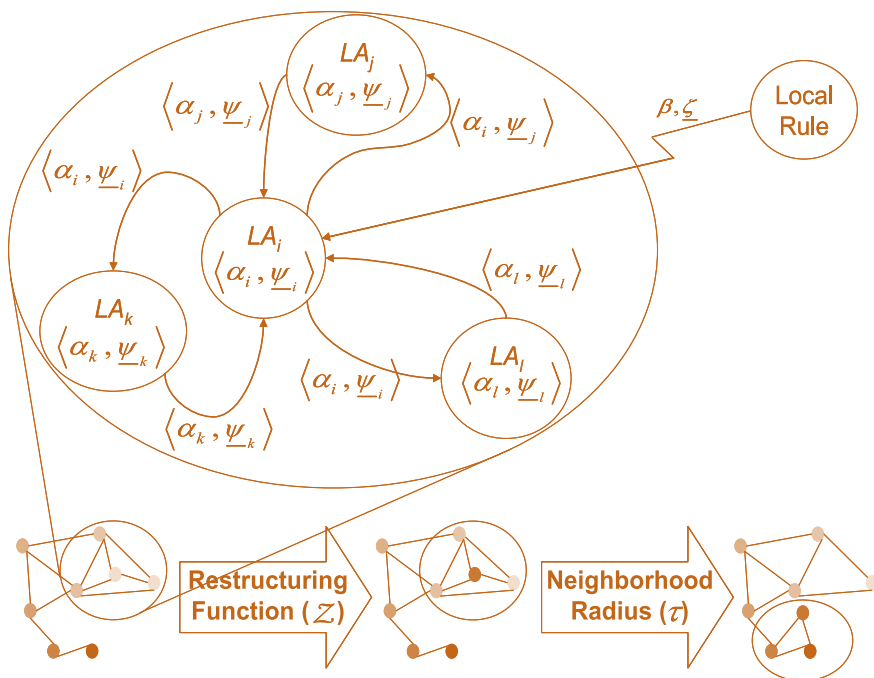 LA_j
⟨α_j, ψ_j⟩
⟨α_j, ψ_j⟩
⟨α_i, ψ_j⟩
β, ζ
Local
Rule
⟨α_i, ψ_i⟩
LA_i
⟨α_i, ψ_i⟩
⟨α_l, ψ_l⟩
LA_k
⟨α_k, ψ_k⟩
LA_l
⟨α_l, ψ_l⟩
⟨α_i, ψ_i⟩
⟨α_k, ψ_k⟩
Restructuring
Function (Z)
Neighborhood
Radius (τ)